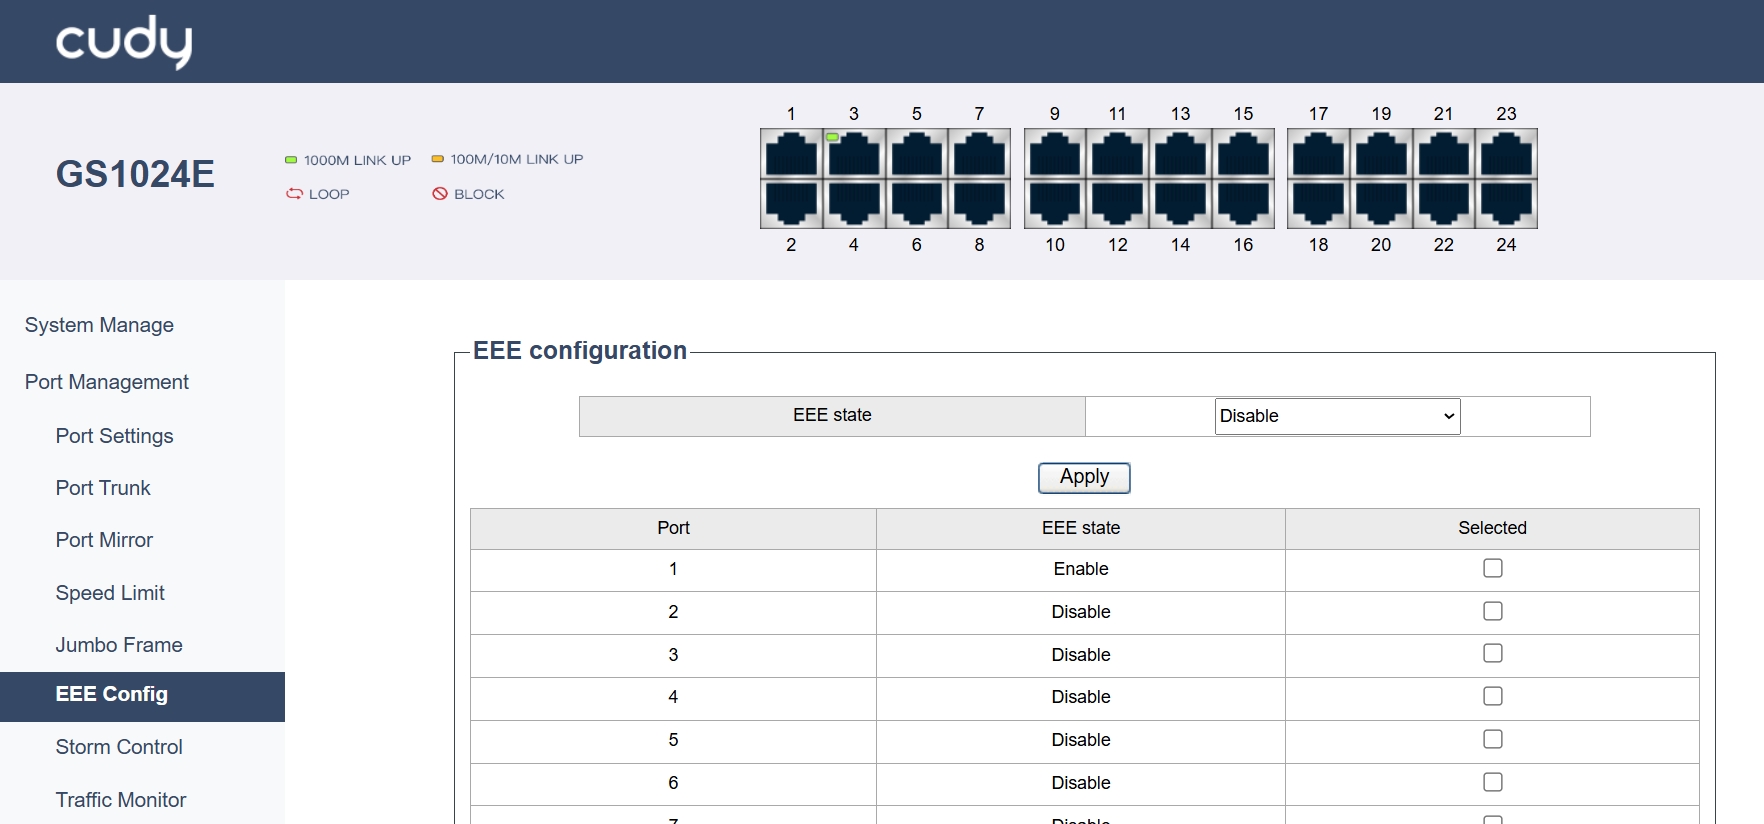 cudy
1 3 5 7 9 11 13 15 17 19 21 23
GS1024E
1000M LINK UP 100M/10M LINK UP
LOOP BLOCK
2 4 6 8 10 12 14 16 18 20 22 24
System Manage
Port Management
Port Settings
Port Trunk
Port Mirror
Speed Limit
Jumbo Frame
EEE Config
Storm Control
Traffic Monitor
EEE configuration
EEE state Disable
Apply
Port EEE state Selected
1 Enable
2 Disable
3 Disable
4 Disable
5 Disable
6 Disable
7 Disable